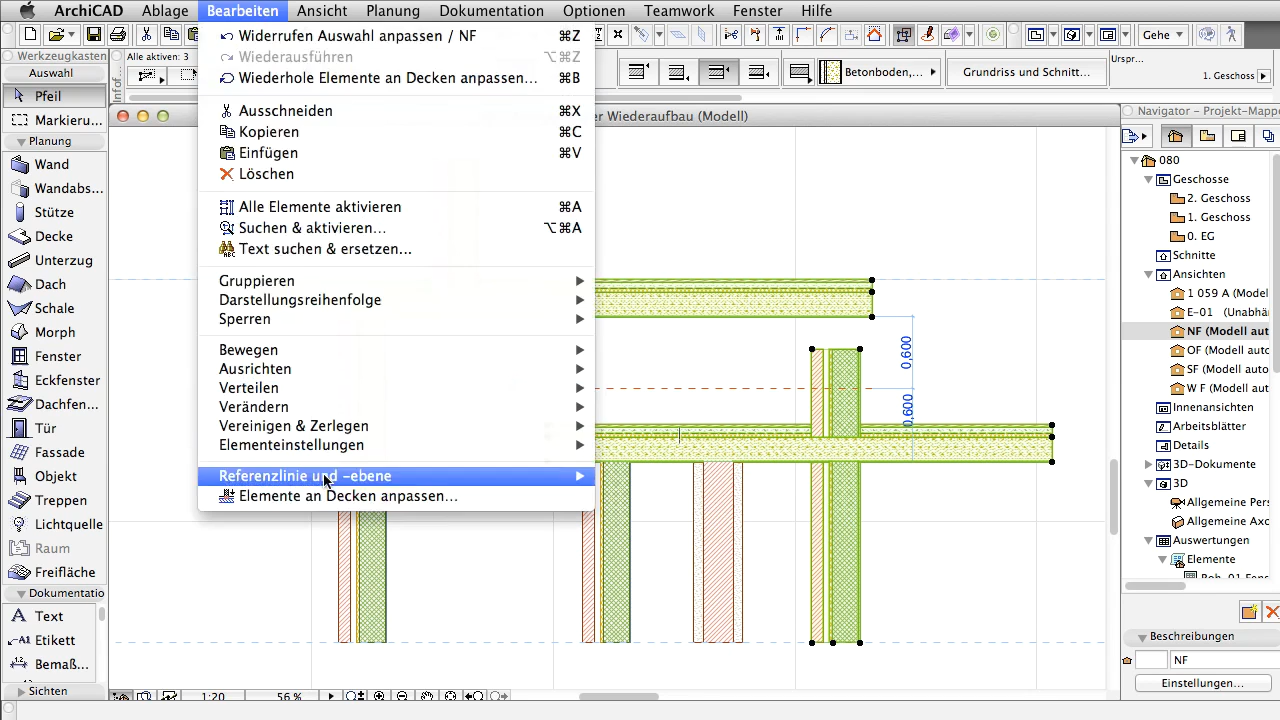 ArchiCAD Ablage Bearbeiten Ansicht Planung Dokumentation Optionen Teamwork Fenster Hilfe
Werkzeugkasten
Auswahl
Pfeil
Markieru...
Planung
Wand
Wandabs...
Stütze
Decke
Unterzug
Dach
Schale
Morph
Fenster
Eckfenster
Dachfen...
Tür
Fassade
Objekt
Treppen
Lichtquelle
Raum
Freifläche
Dokumentatio
Text
Etikett
Bemaß...
Sichten
Alle aktiven: 3
Widerrufen Auswahl anpassen / NF ⌘Z
Wiederausführen ⌥⌘Z
Wiederhole Elemente an Decken anpassen... ⌘B
Ausschneiden ⌘X
Kopieren ⌘C
Einfügen ⌘V
Löschen
Alle Elemente aktivieren ⌘A
Suchen & aktivieren... ⌥⌘A
Text suchen & ersetzen...
Gruppieren
Darstellungsreihenfolge
Sperren
Bewegen
Ausrichten
Verteilen
Verändern
Vereinigen & Zerlegen
Elementeinstellungen
Referenzlinie und -ebene
Elemente an Decken anpassen...
Gehe
Betonboden,...
Grundriss und Schnitt...
Urspr...
1. Geschoss
er Wiederaufbau (Modell)
0,600
0,600
1:20 56 %
Navigator - Projekt-Mappe
080
Geschosse
2. Geschoss
1. Geschoss
0. EG
Schnitte
Ansichten
1 059 A (Model
E-01 (Unabhä
NF (Modell aut
OF (Modell auto
SF (Modell auto
W F (Modell aut
Innenansichten
Arbeitsblätter
Details
3D-Dokumente
3D
Allgemeine Pers
Allgemeine Axo
Auswertungen
Elemente
Beschreibungen
NF
Einstellungen...